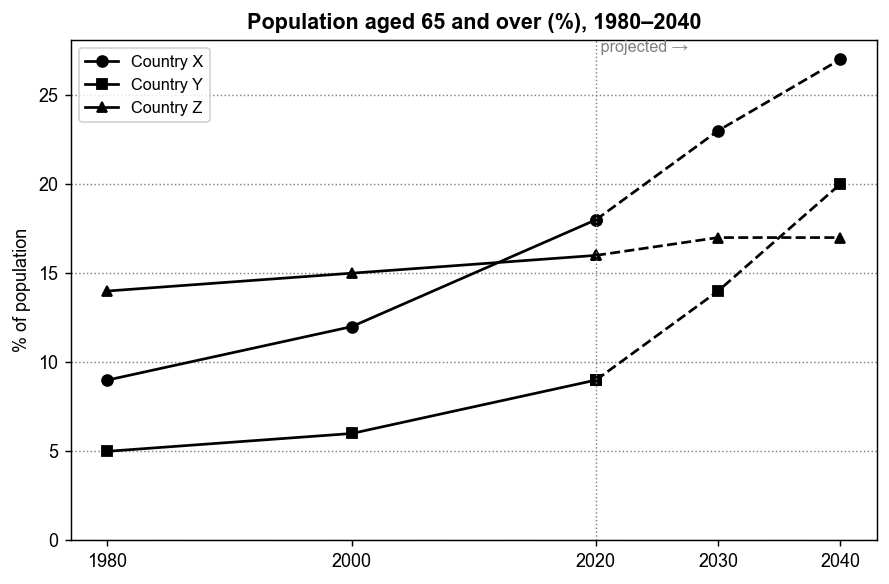 Population aged 65 and over (%), 1980–2040
projected →
Country X
Country Y
Country Z
% of population
25
20
15
10
5
0
1980 2000 2020 2030 2040